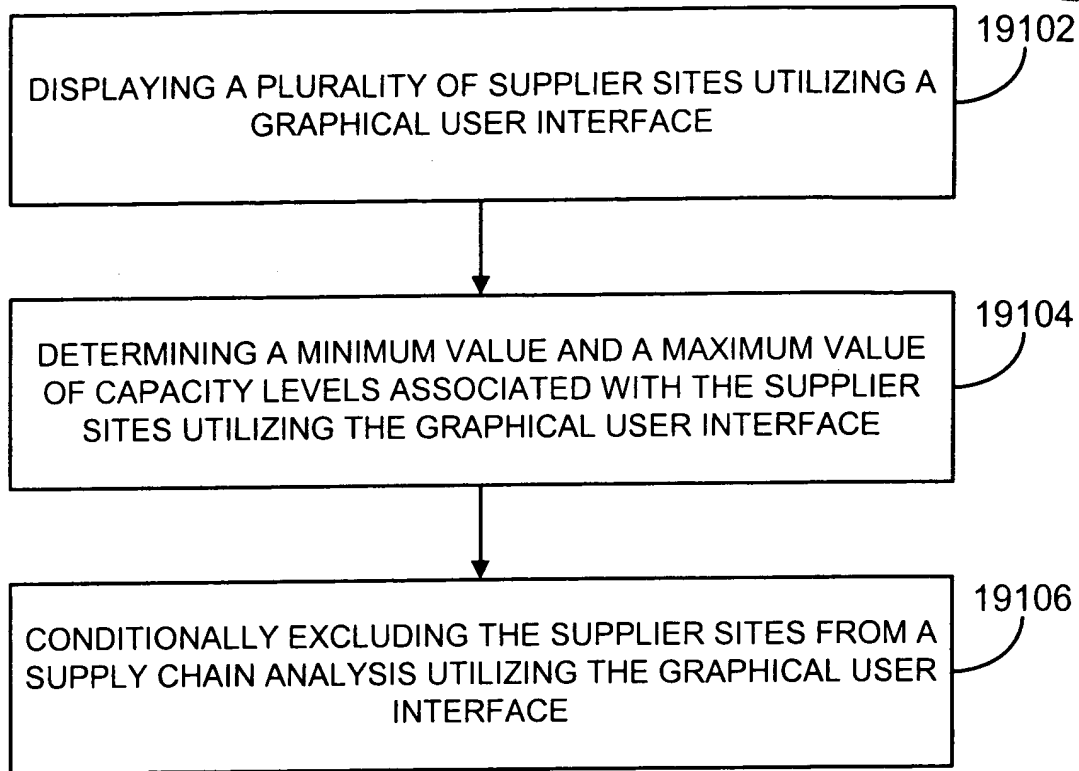 19102
DISPLAYING A PLURALITY OF SUPPLIER SITES UTILIZING A
GRAPHICAL USER INTERFACE
19104
DETERMINING A MINIMUM VALUE AND A MAXIMUM VALUE
OF CAPACITY LEVELS ASSOCIATED WITH THE SUPPLIER
SITES UTILIZING THE GRAPHICAL USER INTERFACE
19106
CONDITIONALLY EXCLUDING THE SUPPLIER SITES FROM A
SUPPLY CHAIN ANALYSIS UTILIZING THE GRAPHICAL USER
INTERFACE